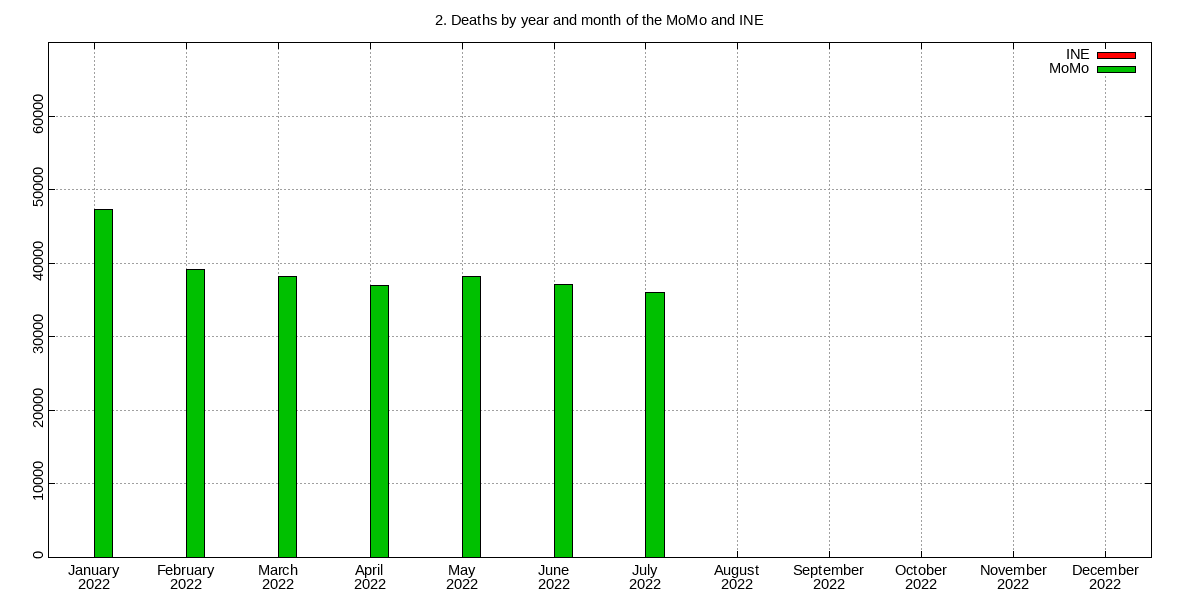 2. Deaths by year and month of the MoMo and INE
INE
MoMo
60000
50000
40000
30000
20000
10000
0
January February March April May June July August September October November December
2022 2022 2022 2022 2022 2022 2022 2022 2022 2022 2022 2022